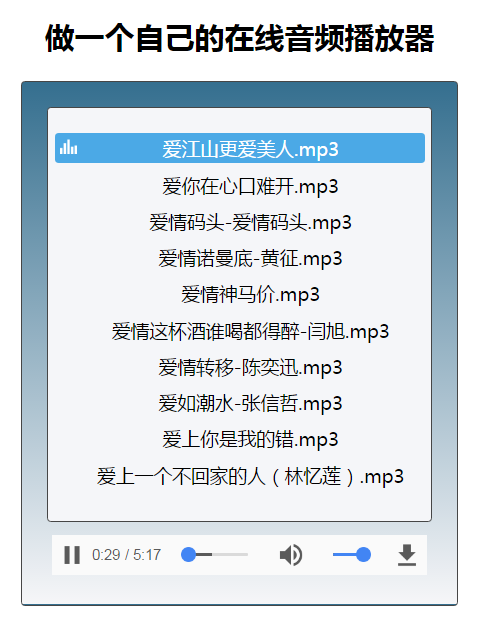 做一个自己的在线音频播放器
爱江山更爱美人.mp3
爱你在心口难开.mp3
爱情码头-爱情码头.mp3
爱情诺曼底-黄征.mp3
爱情神马价.mp3
爱情这杯酒谁喝都得醉-闫旭.mp3
爱情转移-陈奕迅.mp3
爱如潮水-张信哲.mp3
爱上你是我的错.mp3
爱上一个不回家的人（林忆莲）.mp3
0:29 / 5:17